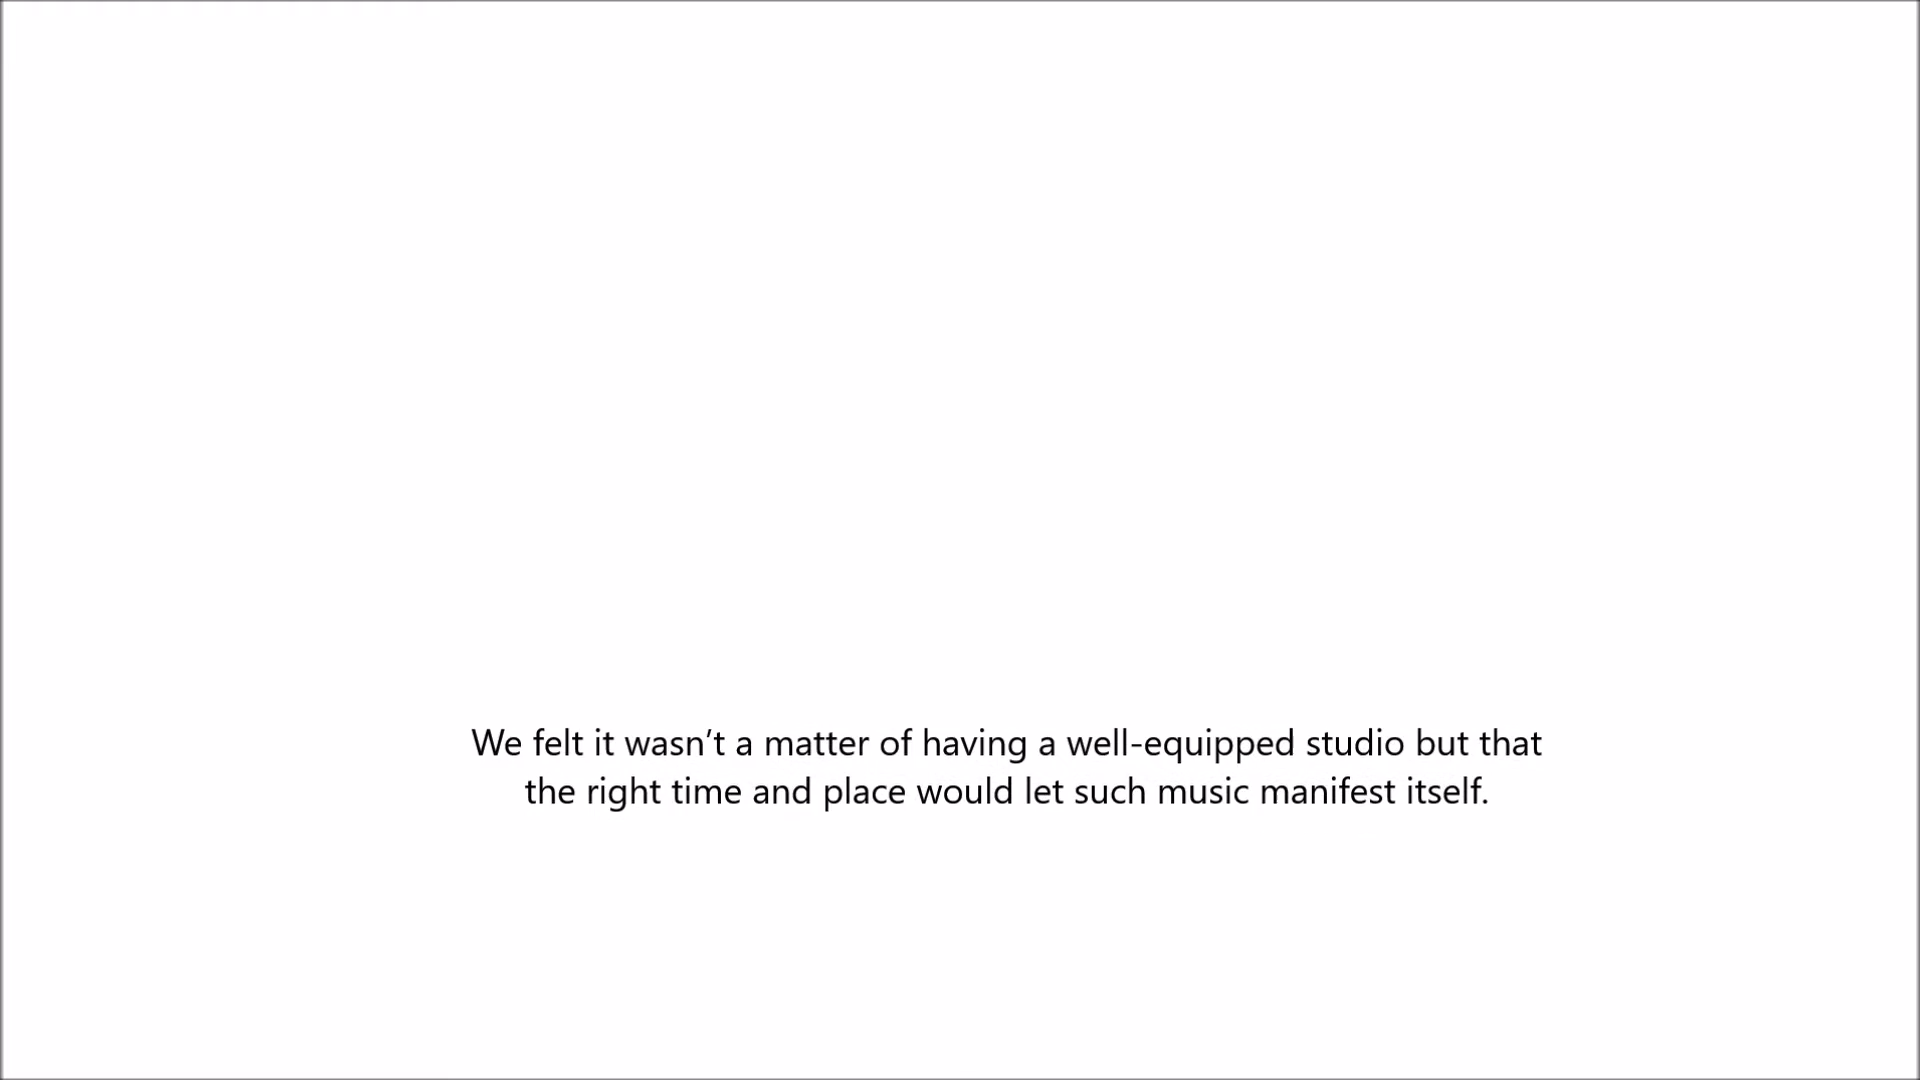 We felt it wasn’t a matter of having a well-equipped studio but that
the right time and place would let such music manifest itself.